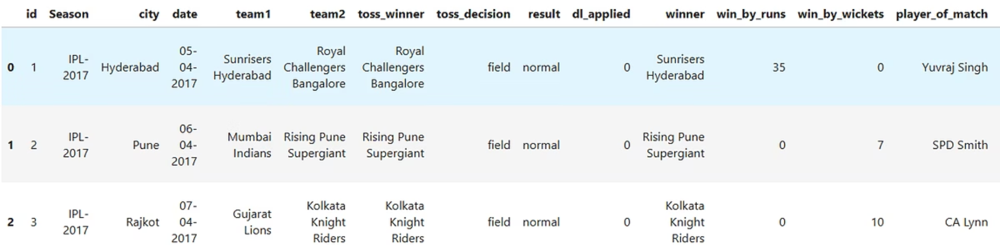 id Season city date team1 team2 toss_winner toss_decision result dl_applied winner win_by_runs win_by_wickets player_of_match
0 1 IPL-2017 Hyderabad 05-04-2017 Sunrisers Hyderabad Royal Challengers Bangalore Royal Challengers Bangalore field normal 0 Sunrisers Hyderabad 35 0 Yuvraj Singh
1 2 IPL-2017 Pune 06-04-2017 Mumbai Indians Rising Pune Supergiant Rising Pune Supergiant field normal 0 Rising Pune Supergiant 0 7 SPD Smith
2 3 IPL-2017 Rajkot 07-04-2017 Gujarat Lions Kolkata Knight Riders Kolkata Knight Riders field normal 0 Kolkata Knight Riders 0 10 CA Lynn